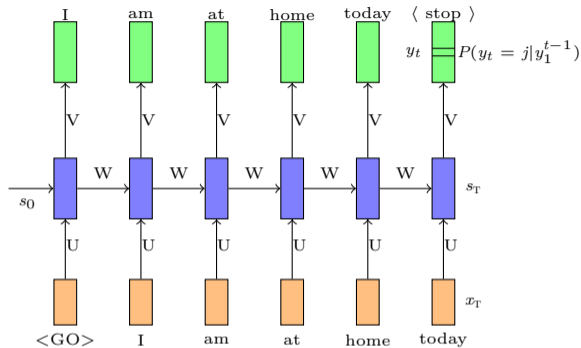 I am at home today ⟨ stop ⟩
y_t P(y_t = j|y_1^{t−1})
V V V V V V
W W W W W
s_0 s_T
U U U U U U
x_T
<GO> I am at home today